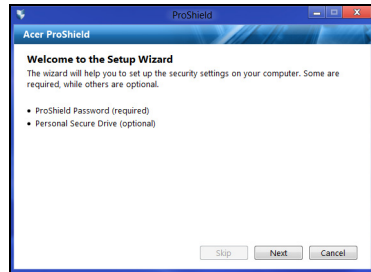 ProShield
Acer ProShield
Welcome to the Setup Wizard
The wizard will help you to set up the security settings on your computer. Some are
required, while others are optional.
• ProShield Password (required)
• Personal Secure Drive (optional)
Skip Next Cancel